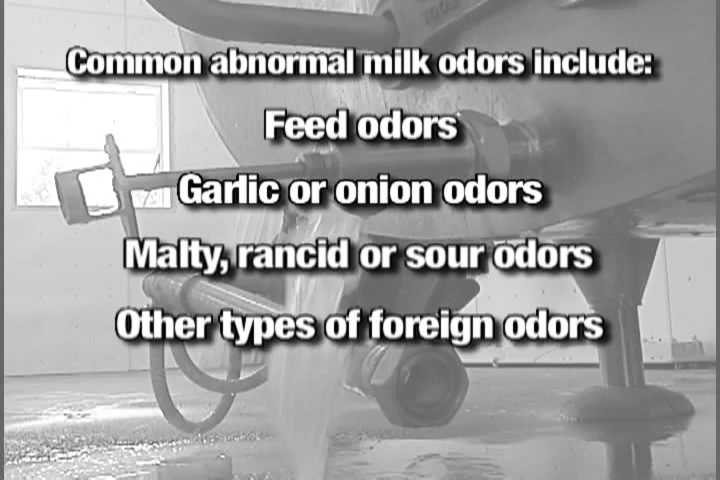 Common abnormal milk odors include:
Feed odors
Garlic or onion odors
Malty, rancid or sour odors
Other types of foreign odors